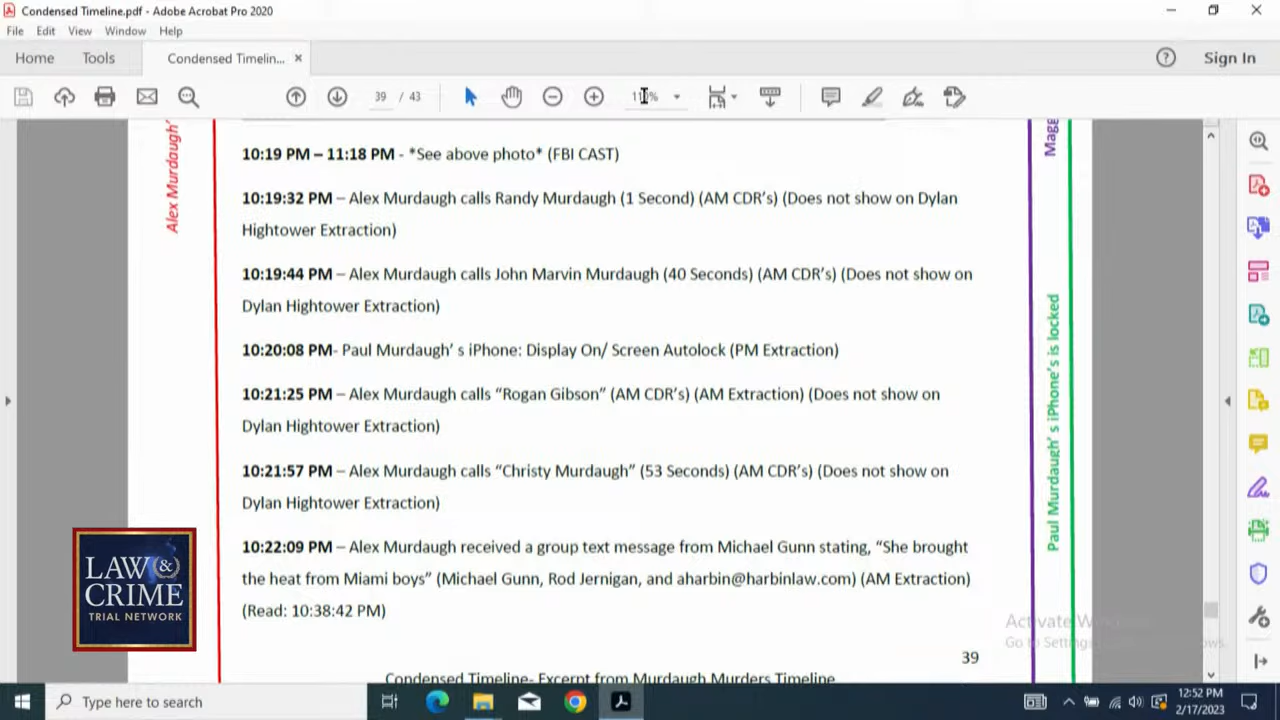 Condensed Timeline.pdf - Adobe Acrobat Pro 2020
File Edit View Window Help
Home Tools Condensed Timelin... ×
Sign In
39 / 43
10:19 PM – 11:18 PM - *See above photo* (FBI CAST)
10:19:32 PM – Alex Murdaugh calls Randy Murdaugh (1 Second) (AM CDR's) (Does not show on Dylan
Hightower Extraction)
10:19:44 PM – Alex Murdaugh calls John Marvin Murdaugh (40 Seconds) (AM CDR's) (Does not show on
Dylan Hightower Extraction)
10:20:08 PM- Paul Murdaugh' s iPhone: Display On/ Screen Autolock (PM Extraction)
10:21:25 PM – Alex Murdaugh calls “Rogan Gibson” (AM CDR's) (AM Extraction) (Does not show on
Dylan Hightower Extraction)
10:21:57 PM – Alex Murdaugh calls “Christy Murdaugh” (53 Seconds) (AM CDR's) (Does not show on
Dylan Hightower Extraction)
10:22:09 PM – Alex Murdaugh received a group text message from Michael Gunn stating, “She brought
the heat from Miami boys” (Michael Gunn, Rod Jernigan, and aharbin@harbinlaw.com) (AM Extraction)
(Read: 10:38:42 PM)
39
Condensed Timeline- Excerpt from Murdaugh Murders Timeline
Alex Murdaugh'
Magg
Paul Murdaugh' s iPhone's is locked
LAW &
CRIME
TRIAL NETWORK
Activate
Go to Settings
Type here to search
12:52 PM
2/17/2023